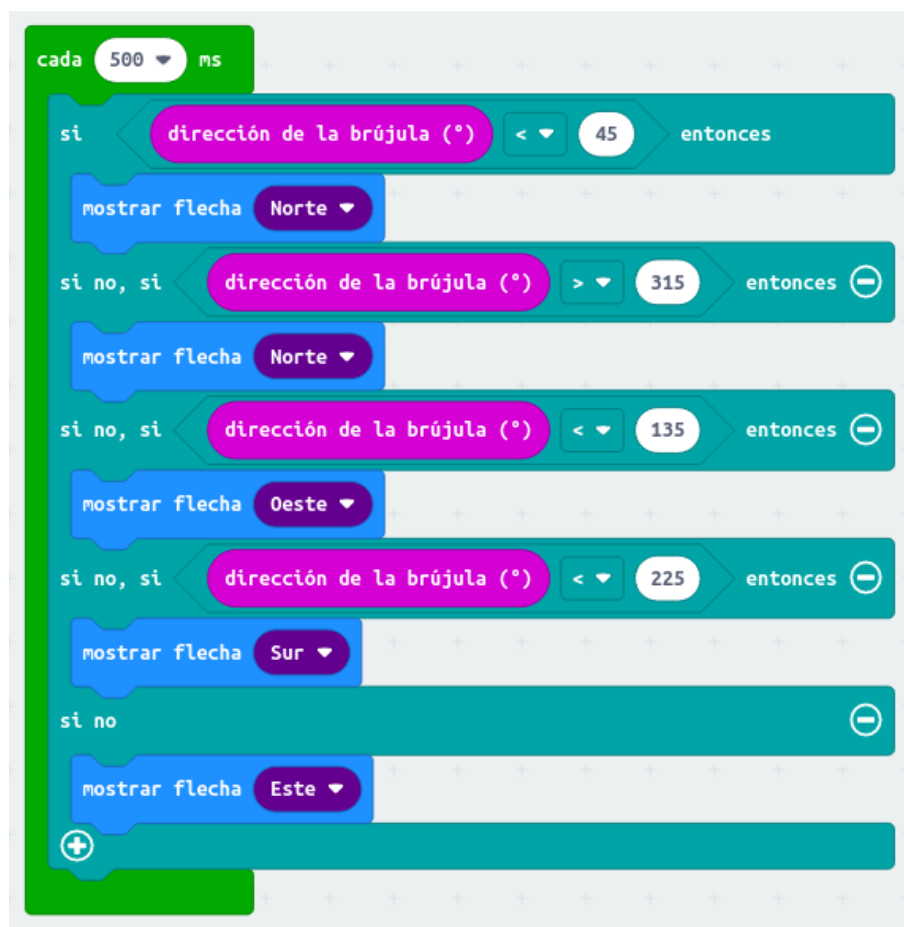 cada 500 ms
si dirección de la brújula (°) < 45 entonces
mostrar flecha Norte
si no, si dirección de la brújula (°) > 315 entonces
mostrar flecha Norte
si no, si dirección de la brújula (°) < 135 entonces
mostrar flecha Oeste
si no, si dirección de la brújula (°) < 225 entonces
mostrar flecha Sur
si no
mostrar flecha Este